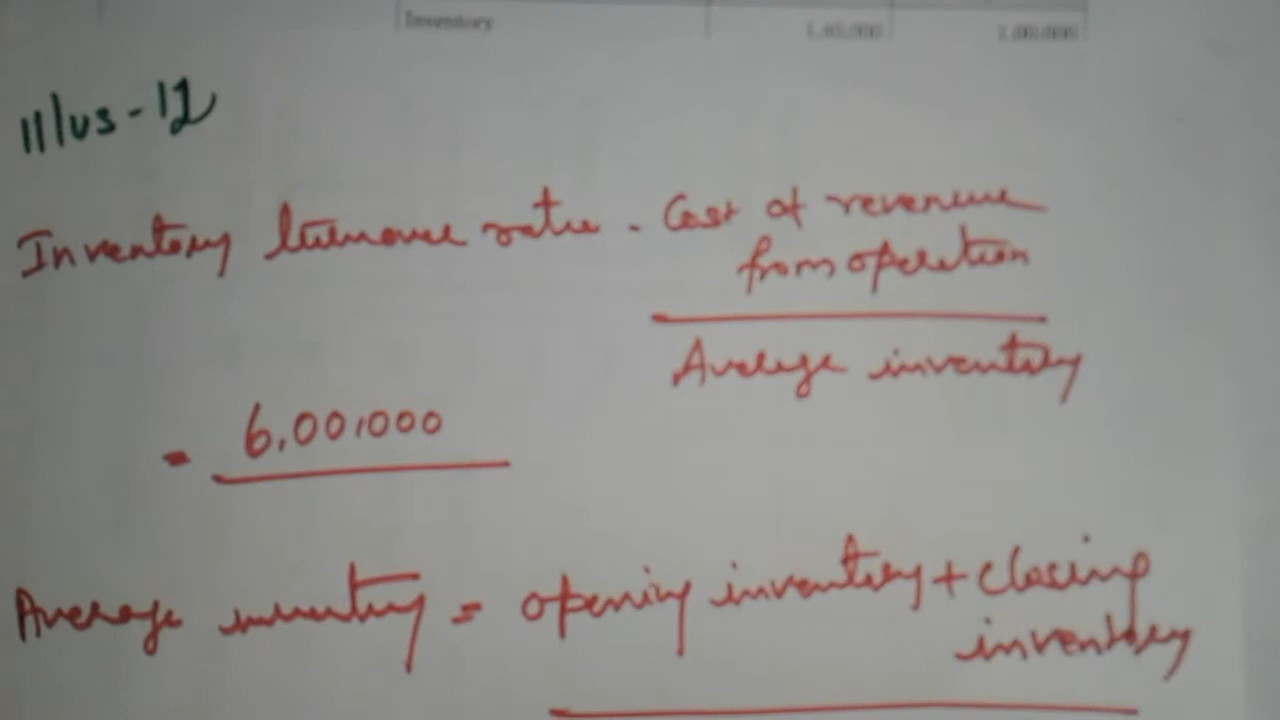 Inventory
Illus-12
Inventory turnover ratio = Cost of revenue
from operation
Average inventory
= 6,00,000
Average inventory = opening inventory + closing
inventory